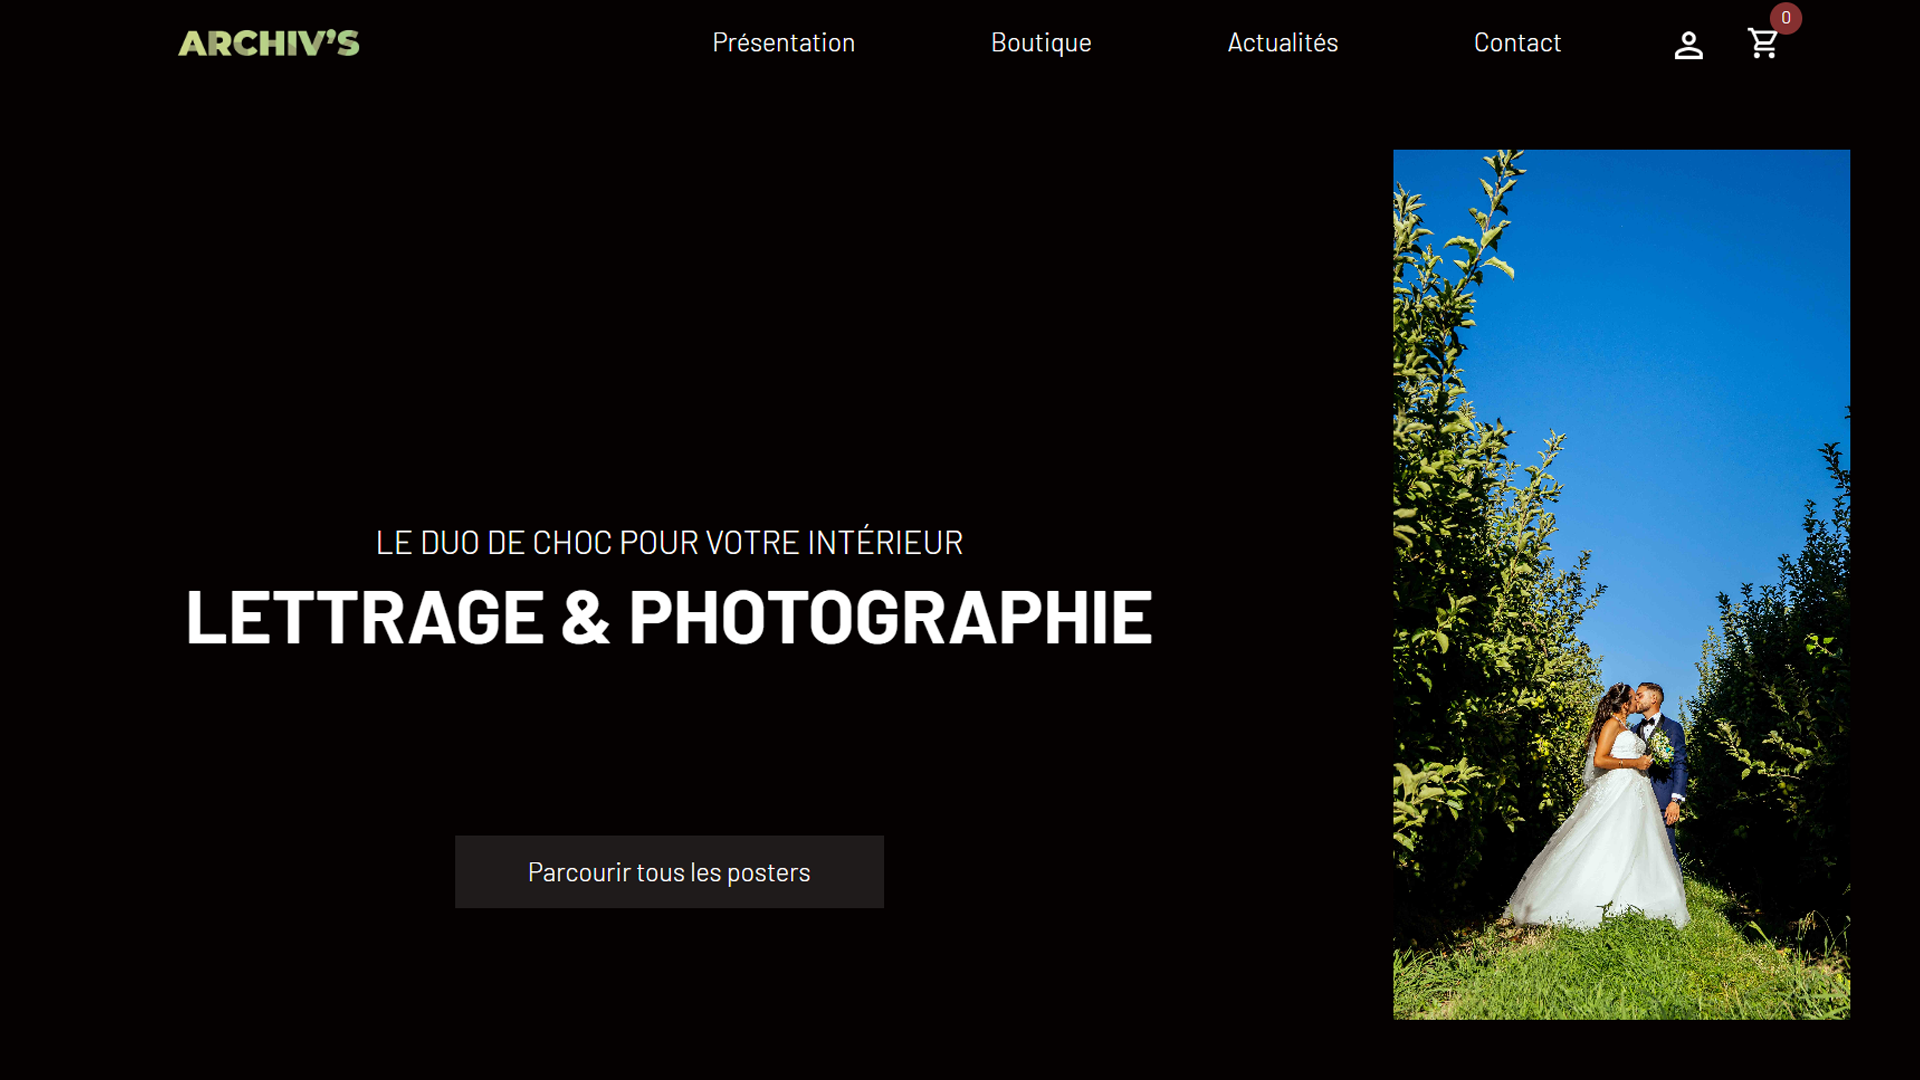 ARCHIV'S
Présentation
Boutique
Actualités
Contact
0
LE DUO DE CHOC POUR VOTRE INTÉRIEUR
LETTRAGE & PHOTOGRAPHIE
Parcourir tous les posters